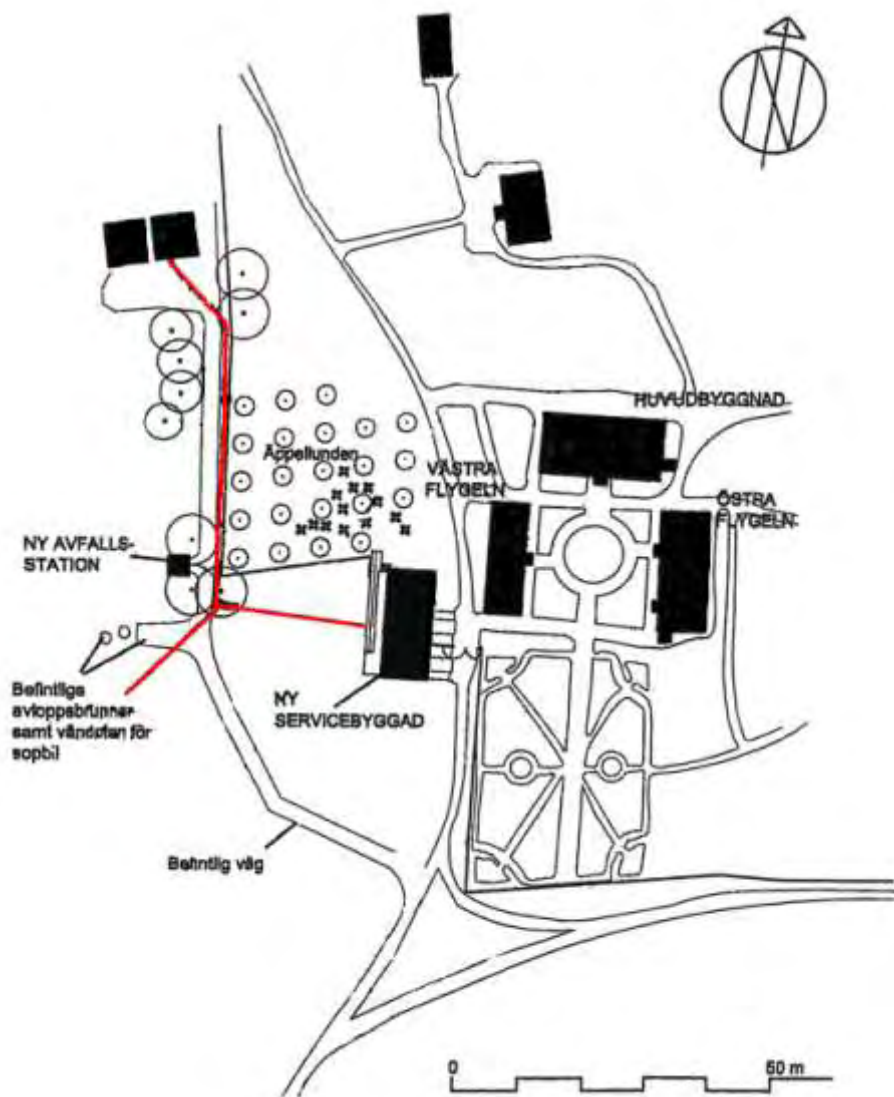 HUVUDBYGGNAD
Äppellunden
VÄSTRA
FLYGELN
ÖSTRA
FLYGELN
NY AVFALLS-
STATION
NY
SERVICEBYGGAD
Befintliga
avloppsbrunnar
samt vändplan för
sopbil
Befintlig väg
0
50 m